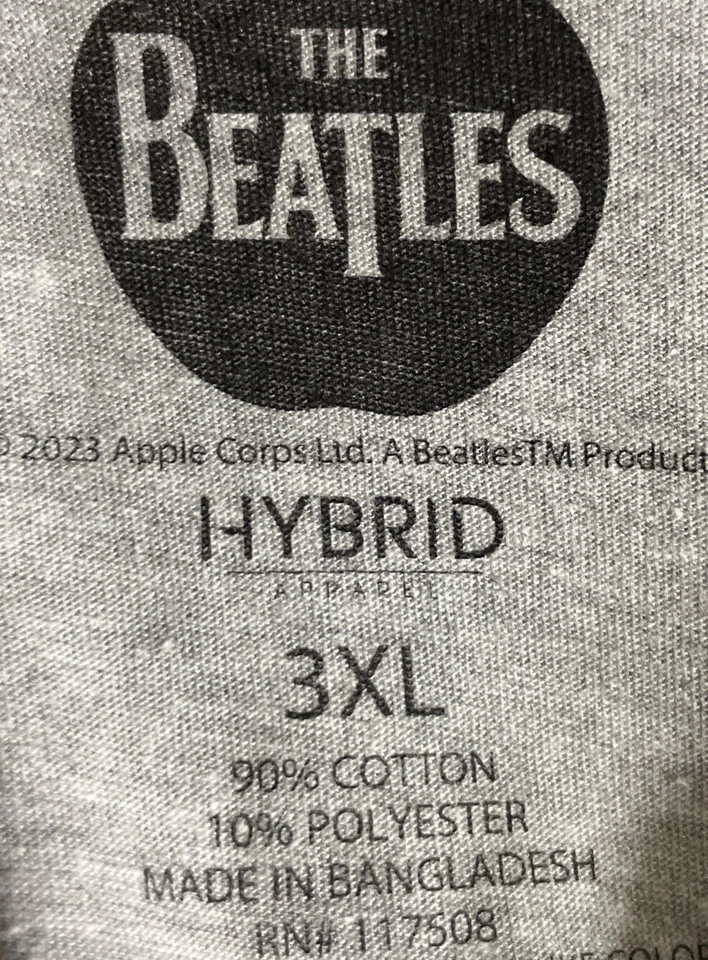 THE
BEATLES
© 2023 Apple Corps Ltd. A BeatlesTM Product
HYBRID
APPAREL
3XL
90% COTTON
10% POLYESTER
MADE IN BANGLADESH
RN# 117508
COLOR